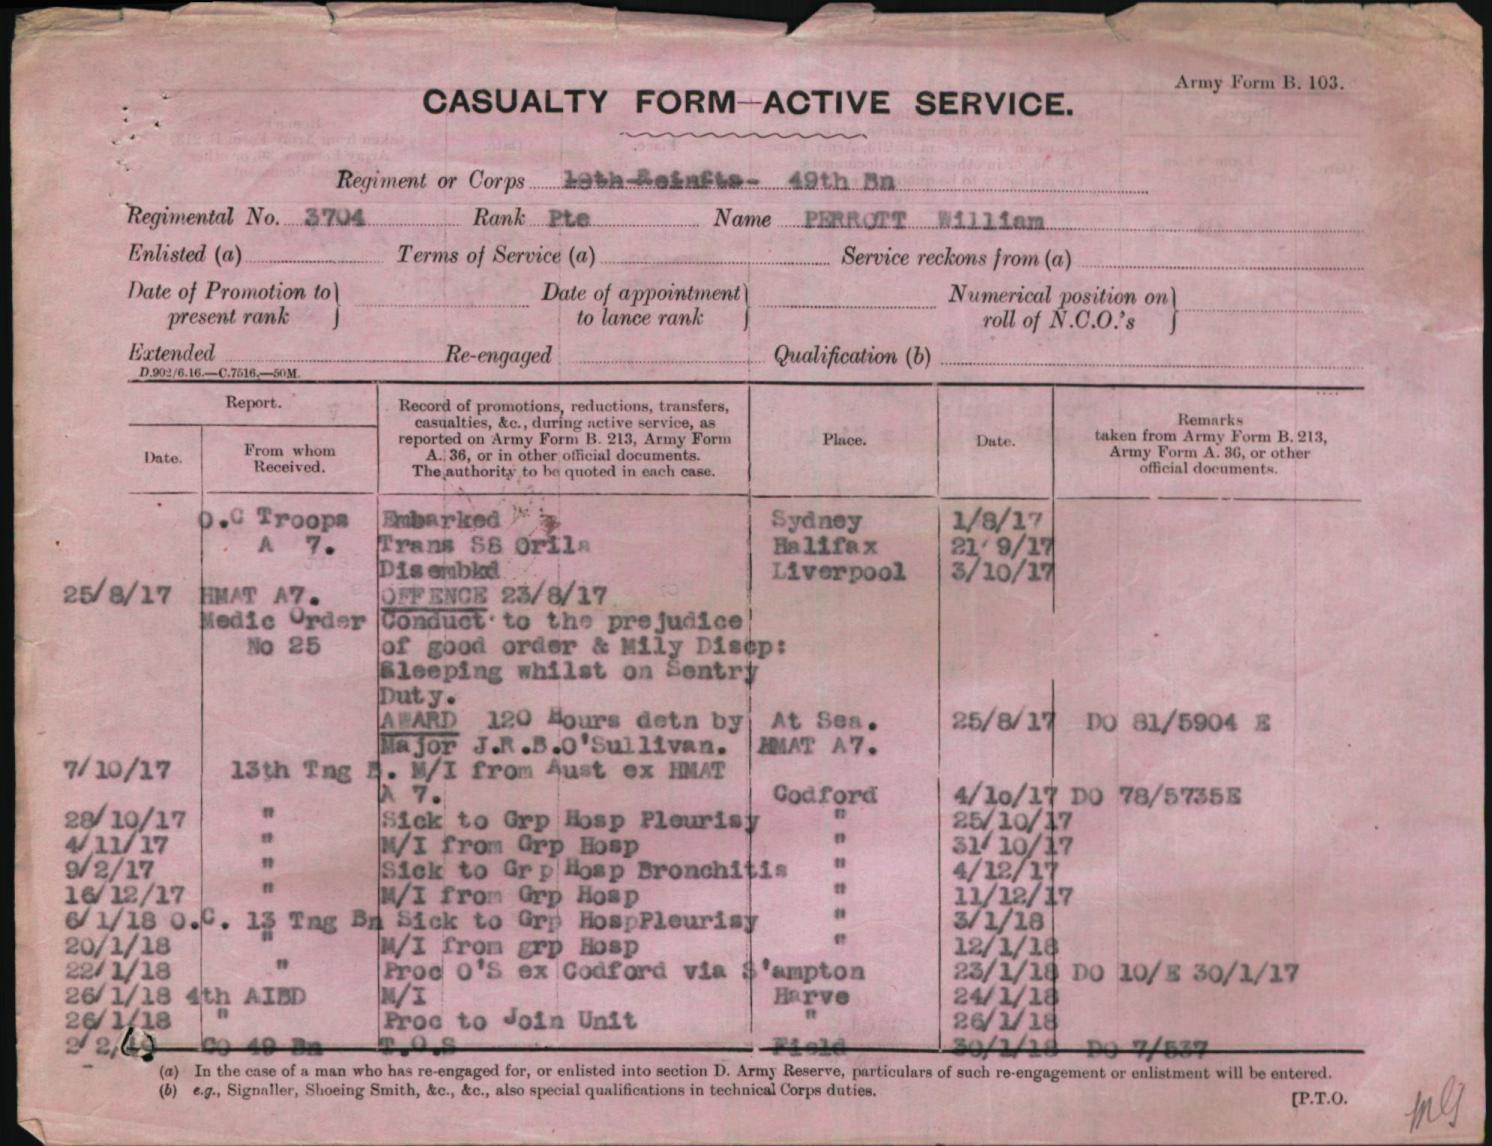 Army Form B. 103.
CASUALTY FORM—ACTIVE SERVICE.
Regiment or Corps 10th Reinfts- 49th Bn
Regimental No. 3704 Rank Pte Name PERROTT William
Enlisted (a) Terms of Service (a) Service reckons from (a)
Date of Promotion to present rank } Date of appointment to lance rank } Numerical position on roll of N.C.O.'s }
Extended Re-engaged Qualification (b)
D.902/6.16.—C.7516.—50M.
Report.
Date. From whom Received.
Record of promotions, reductions, transfers,
casualties, &c., during active service, as
reported on Army Form B. 213, Army Form
A. 36, or in other official documents.
The authority to be quoted in each case.
Place.
Date.
Remarks
taken from Army Form B. 213,
Army Form A. 36, or other
official documents.
O.C Troops Embarked Sydney 1/8/17
A 7. Trans SS Orila Halifax 21 9/17
Disembkd Liverpool 3/10/17
25/8/17 HMAT A7. OFFENCE 23/8/17
Medic Order Conduct to the prejudice
No 25 of good order & Mily Discp:
Sleeping whilst on Sentry
Duty.
AWARD 120 Hours detn by At Sea. 25/8/17 DO 81/5904 E
Major J.R.B.O'Sullivan. HMAT A7.
7/10/17 13th Tng B. M/I from Aust ex HMAT
A 7. Codford 4/10/17 DO 78/5735E
28/10/17 " Sick to Grp Hosp Pleurisy " 25/10/17
4/11/17 " M/I from Grp Hosp " 31/10/17
9/2/17 " Sick to Grp Hosp Bronchitis " 4/12/17
16/12/17 " M/I from Grp Hosp " 11/12/17
6/1/18 O.C. 13 Tng Bn Sick to Grp HospPleurisy " 3/1/18
20/1/18 " M/I from grp Hosp " 12/1/18
22/1/18 " Proc O'S ex Codford via S'ampton 23/1/18 DO 10/E 30/1/17
26/1/18 4th AIBD M/I Harve 24/1/18
26/1/18 " Proc to Join Unit " 26/1/18
2/2/18 Co 49 Bn T.O.S Field 30/1/18 DO 7/537
(a) In the case of a man who has re-engaged for, or enlisted into section D. Army Reserve, particulars of such re-engagement or enlistment will be entered.
(b) e.g., Signaller, Shoeing Smith, &c., &c., also special qualifications in technical Corps duties.
[P.T.O.